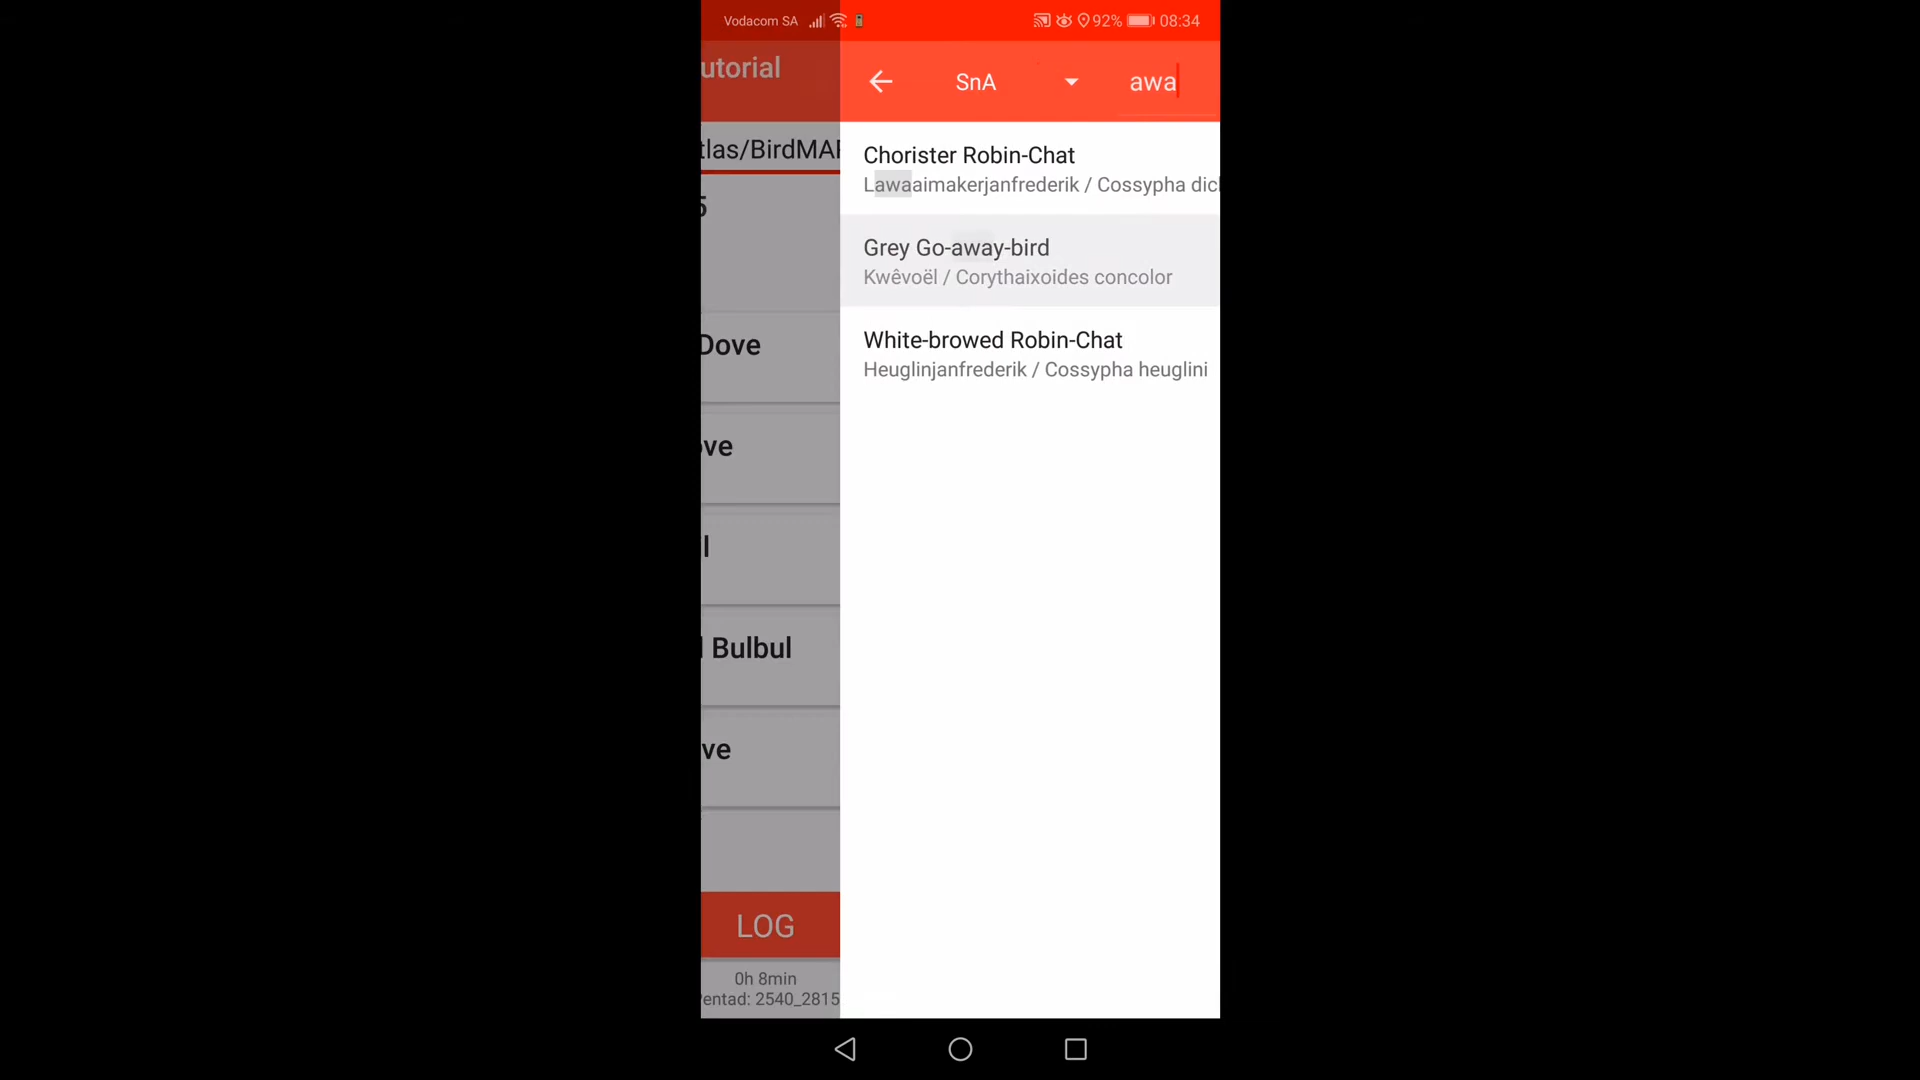 Vodacom SA 92% 08:34
utorial
SnA
awa
tlas/BirdMA
5
Dove
ve
l
l Bulbul
ve
LOG
0h 8min
entad: 2540_2815
Chorister Robin-Chat
Lawaaimakerjanfrederik / Cossypha dic
Grey Go-away-bird
Kwêvoël / Corythaixoides concolor
White-browed Robin-Chat
Heuglinjanfrederik / Cossypha heuglini